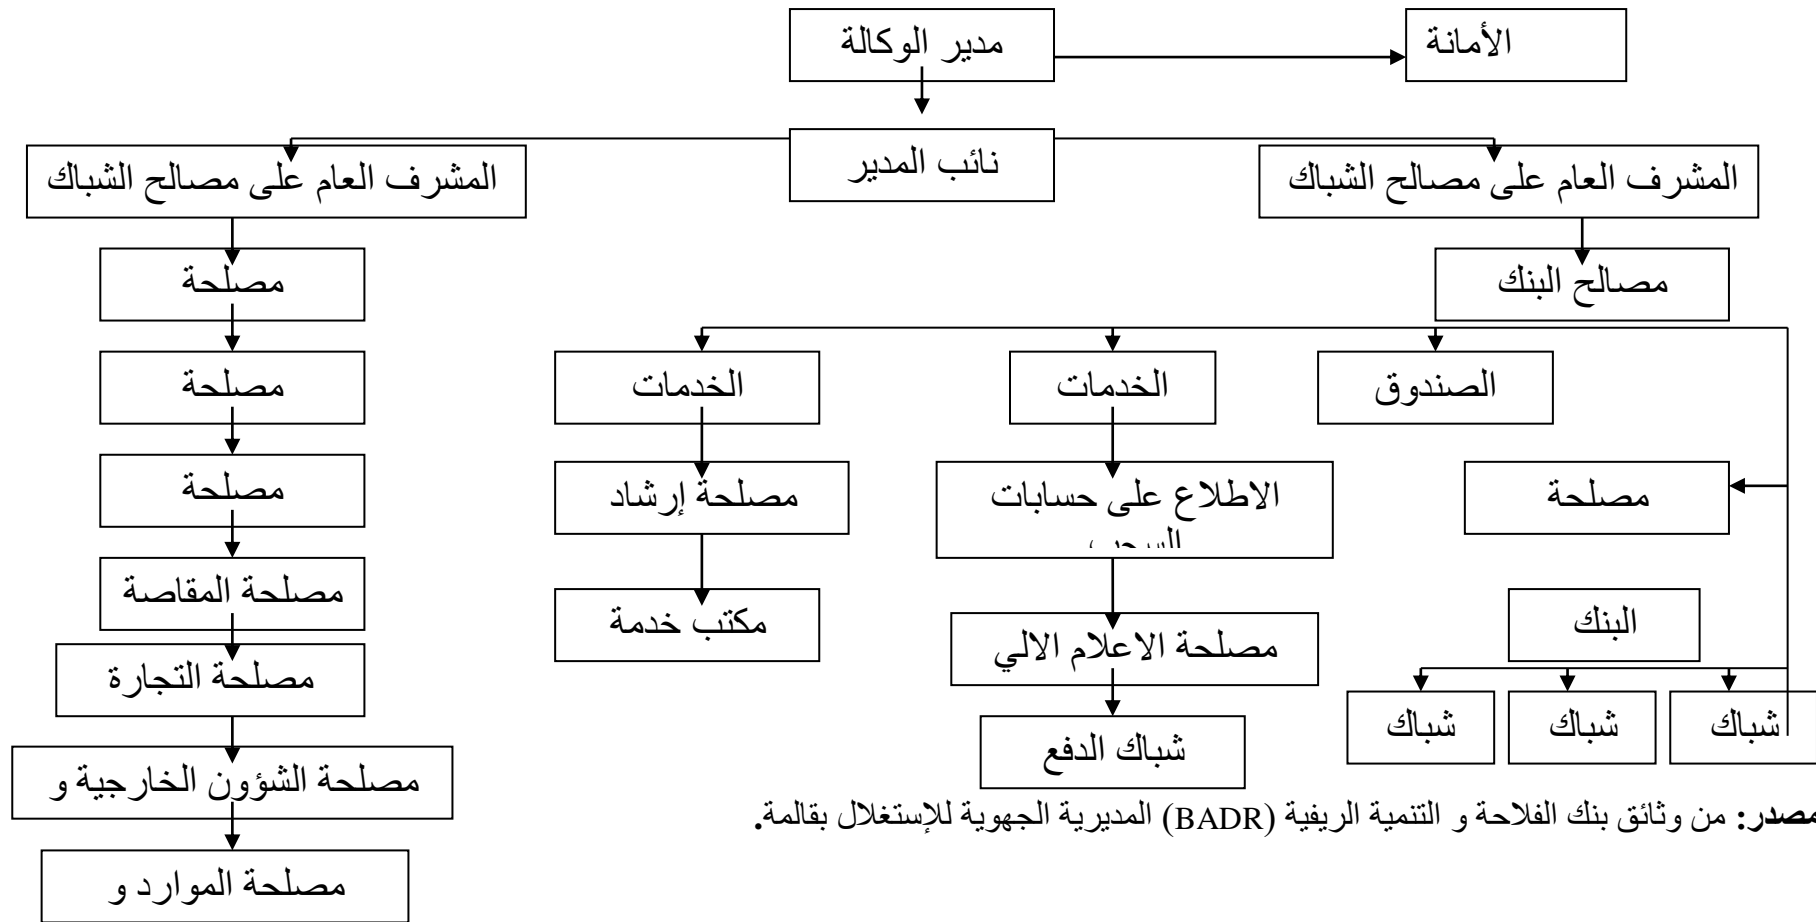 مدير الوكالة
الأمانة
نائب المدير
المشرف العام على مصالح الشباك
المشرف العام على مصالح الشباك
مصالح البنك
الصندوق
الخدمات
الخدمات
مصلحة
الاطلاع على حسابات
السحب
مصلحة إرشاد
البنك
مصلحة الاعلام الالي
مكتب خدمة
شباك
شباك
شباك
شباك الدفع
مصلحة
مصلحة
مصلحة
مصلحة المقاصة
مصلحة التجارة
مصلحة الشؤون الخارجية و
مصلحة الموارد و
مصدر: من وثائق بنك الفلاحة و التنمية الريفية (BADR) المديرية الجهوية للإستغلال بقالمة.